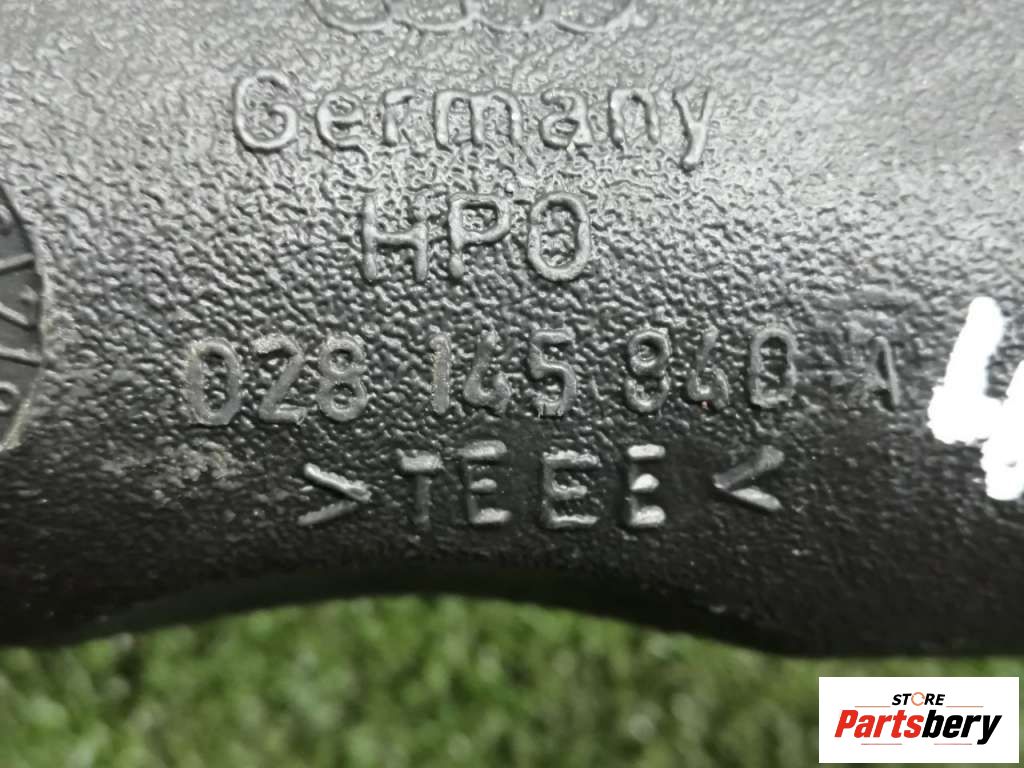 Germany
HPO
028 145 840 A
>TEEE<
STORE
Partsbery